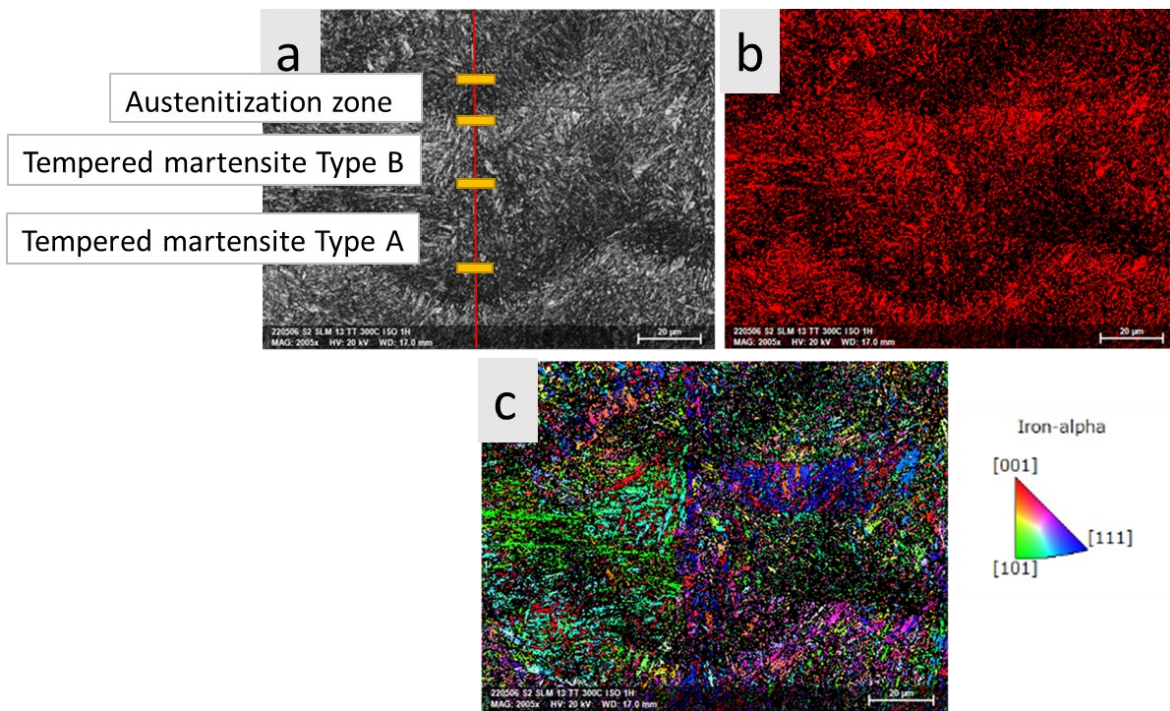 a
b
Austenitization zone
Tempered martensite Type B
Tempered martensite Type A
220506 S2 SLM 13 TT 300C ISO 1H
MAG: 2005x HV: 20 kV WD: 17.0 mm
20 µm
20 µm
c
Iron-alpha
[001]
[111]
[101]
220506 S2 SLM 13 TT 300C ISO 1H
MAG: 2005x HV: 20 kV WD: 17.0 mm
20 µm
220506 S2 SLM 13 TT 300C ISO 1H
MAG: 2005x HV: 20 kV WD: 17.0 mm